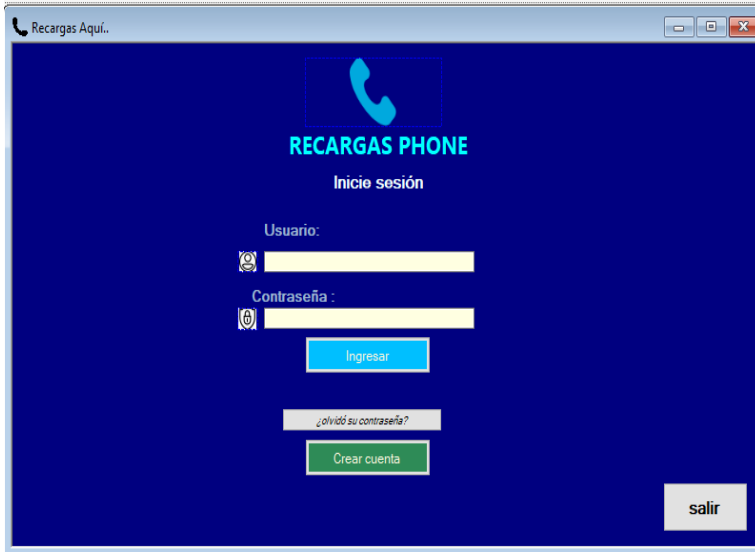 Recargas Aquí..
RECARGAS PHONE
Inicie sesión
Usuario:
Contraseña :
Ingresar
¿olvidó su contraseña?
Crear cuenta
salir